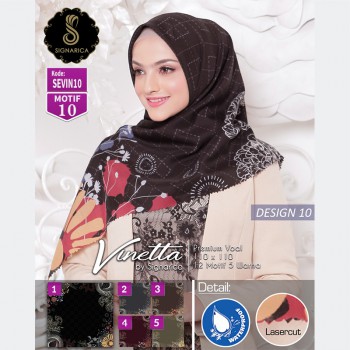 S
SIGNARICA
Kode:
SEVIN10
MOTIF
10
DESIGN 10
Vinetta
by Signarica
Premium Voal
110 x 110
12 Motif 5 Warna
1
2
3
4
5
Detail:
WATERPROOF
Lasercut